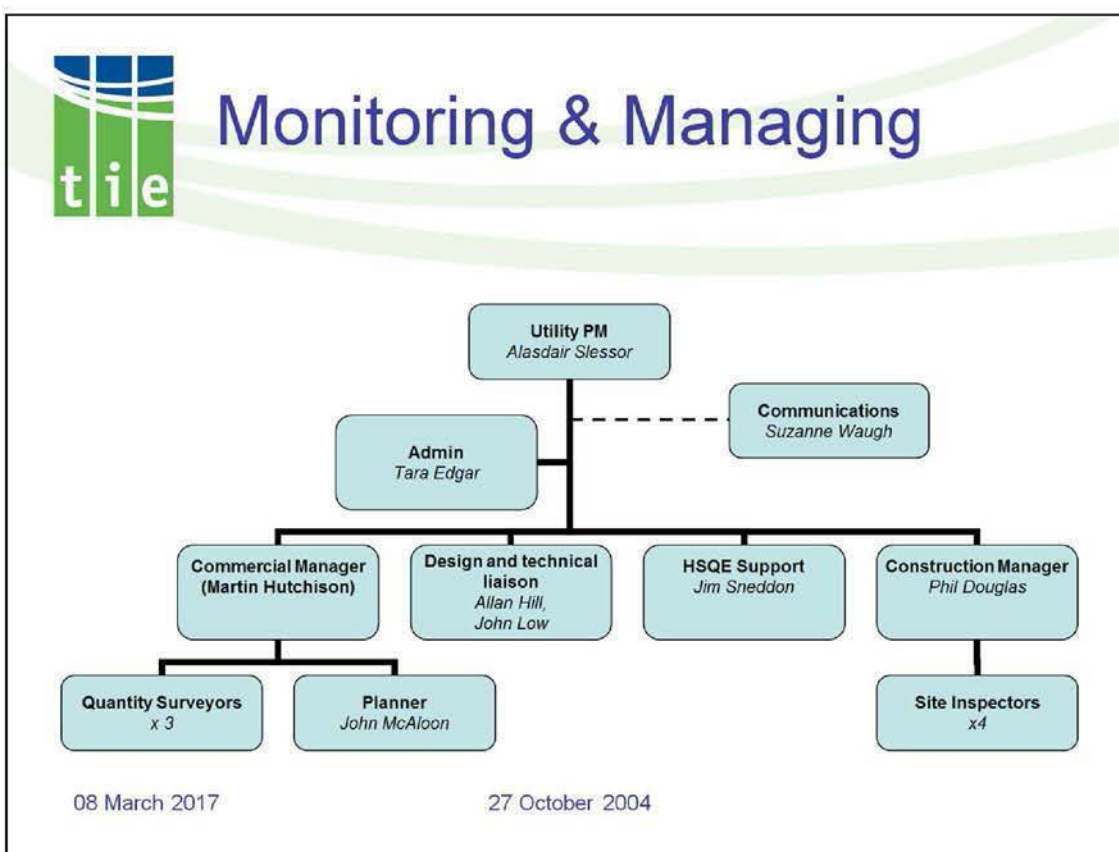 tie
Monitoring & Managing
Utility PM
Alasdair Slessor
Communications
Suzanne Waugh
Admin
Tara Edgar
Commercial Manager
(Martin Hutchison)
Design and technical
liaison
Allan Hill,
John Low
HSQE Support
Jim Sneddon
Construction Manager
Phil Douglas
Quantity Surveyors
x 3
Planner
John McAloon
Site Inspectors
x4
08 March 2017
27 October 2004